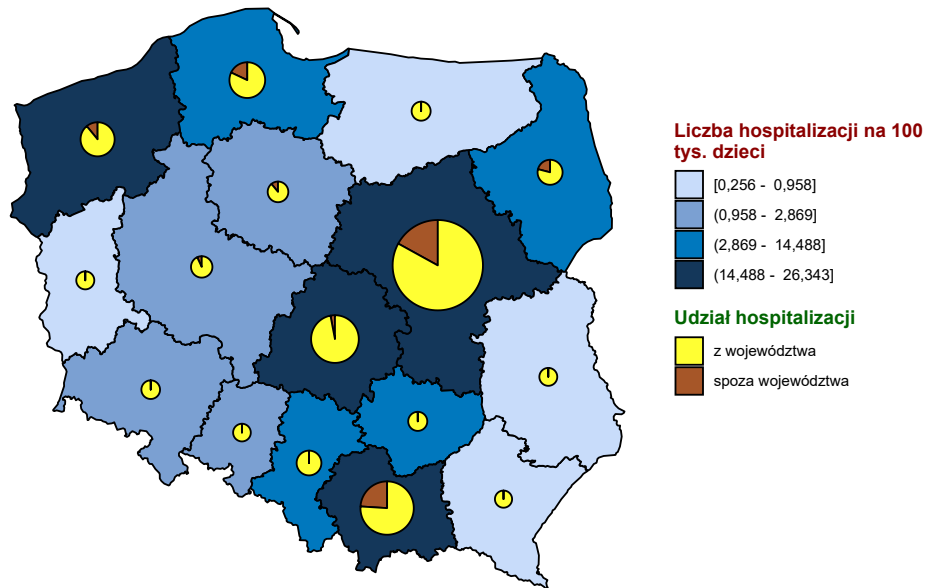 Liczba hospitalizacji na 100
tys. dzieci
[0,256 - 0,958]
(0,958 - 2,869]
(2,869 - 14,488]
(14,488 - 26,343]
Udział hospitalizacji
z województwa
spoza województwa